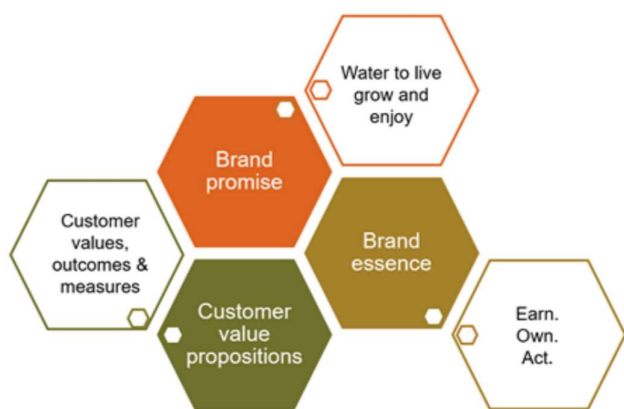 Water to live
grow and
enjoy
Brand
promise
Customer
values,
outcomes &
measures
Brand
essence
Customer
value
propositions
Earn.
Own.
Act.